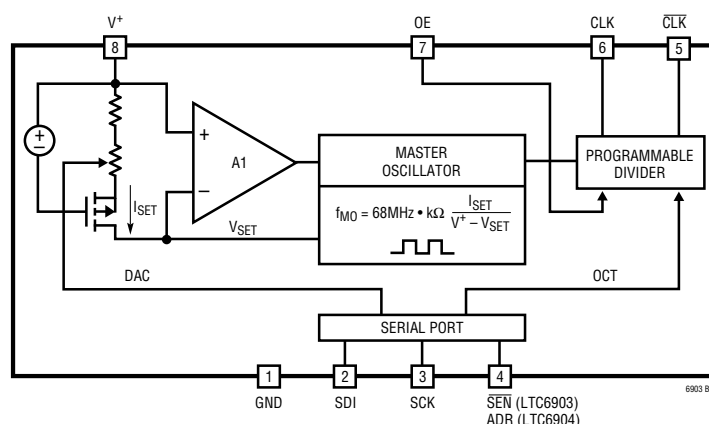 V+
OE
CLK
CLK
8
7
6
5
+
−
+
A1
−
MASTER
OSCILLATOR
PROGRAMMABLE
DIVIDER
ISET
VSET
fMO = 68MHz • kΩ ISET / V+ – VSET
DAC
OCT
SERIAL PORT
1
2
3
4
GND
SDI
SCK
SEN (LTC6903)
ADR (LTC6904)